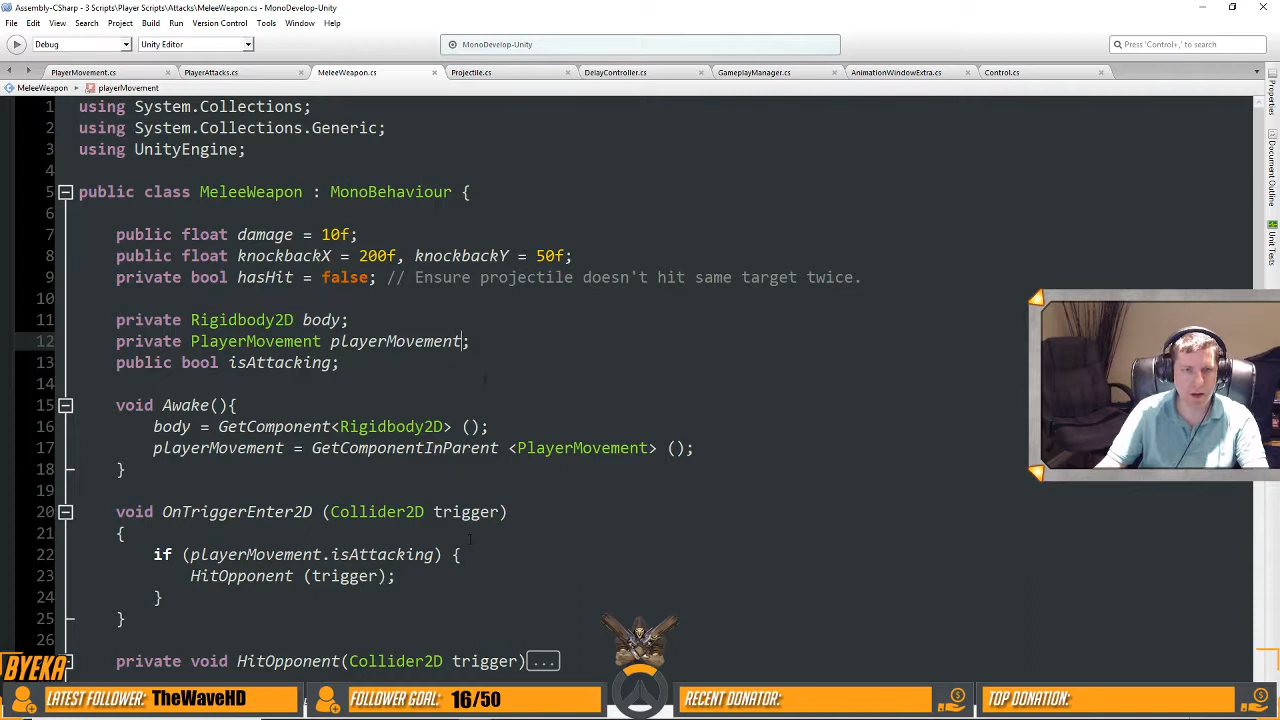 Assembly-CSharp - 3 Scripts\Player Scripts\Attacks\MeleeWeapon.cs - MonoDevelop-Unity
File Edit View Search Project Build Run Version Control Tools Window Help
Debug Unity Editor MonoDevelop-Unity Press 'Control+,' to search
PlayerMovement.cs × PlayerAttacks.cs × MeleeWeapon.cs × Projectile.cs × DelayController.cs × GameplayManager.cs × AnimationWindowExtra.cs × Control.cs ×
MeleeWeapon ▸ playerMovement
1 using System.Collections;
2 using System.Collections.Generic;
3 using UnityEngine;
4
5 public class MeleeWeapon : MonoBehaviour {
6
7 public float damage = 10f;
8 public float knockbackX = 200f, knockbackY = 50f;
9 private bool hasHit = false; // Ensure projectile doesn't hit same target twice.
10
11 private Rigidbody2D body;
12 private PlayerMovement playerMovement;
13 public bool isAttacking;
14
15 void Awake(){
16 body = GetComponent<Rigidbody2D> ();
17 playerMovement = GetComponentInParent <PlayerMovement> ();
18 }
19
20 void OnTriggerEnter2D (Collider2D trigger)
21 {
22 if (playerMovement.isAttacking) {
23 HitOpponent (trigger);
24 }
25 }
26
private void HitOpponent(Collider2D trigger)...
Properties
Document Outline
Unit Tests
BYEKA
LATEST FOLLOWER: TheWaveHD FOLLOWER GOAL: 16/50 RECENT DONATOR: TOP DONATION: